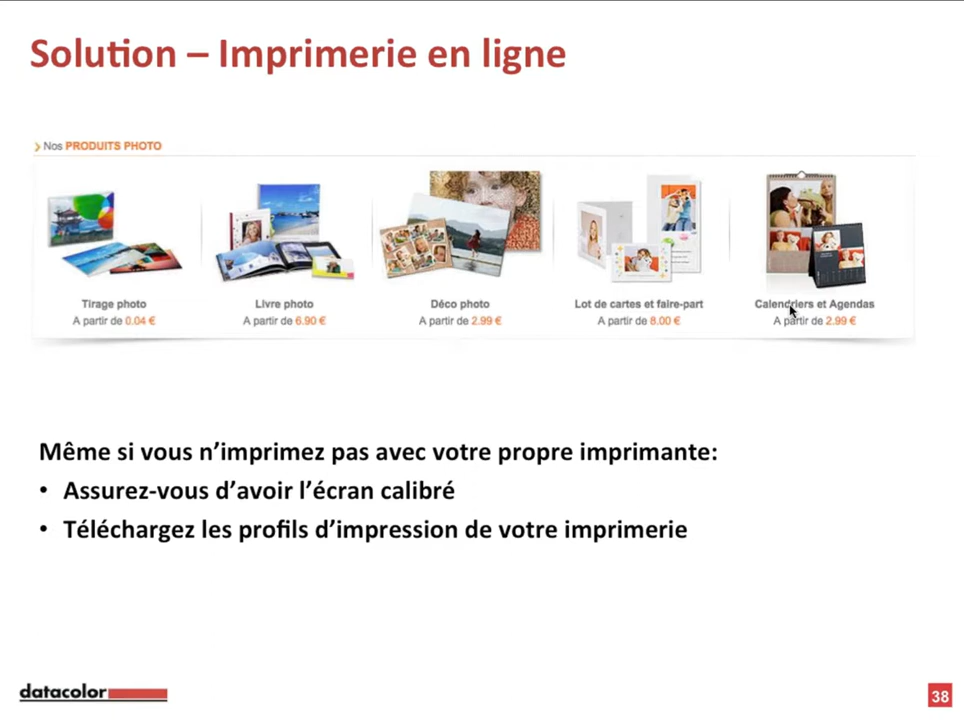 Solution – Imprimerie en ligne
Nos PRODUITS PHOTO
Tirage photo
A partir de 0.04 €
Livre photo
A partir de 6.90 €
Déco photo
A partir de 2.99 €
Lot de cartes et faire-part
A partir de 8.00 €
Calendriers et Agendas
A partir de 2.99 €
Même si vous n’imprimez pas avec votre propre imprimante:
• Assurez-vous d’avoir l’écran calibré
• Téléchargez les profils d’impression de votre imprimerie
datacolor
38